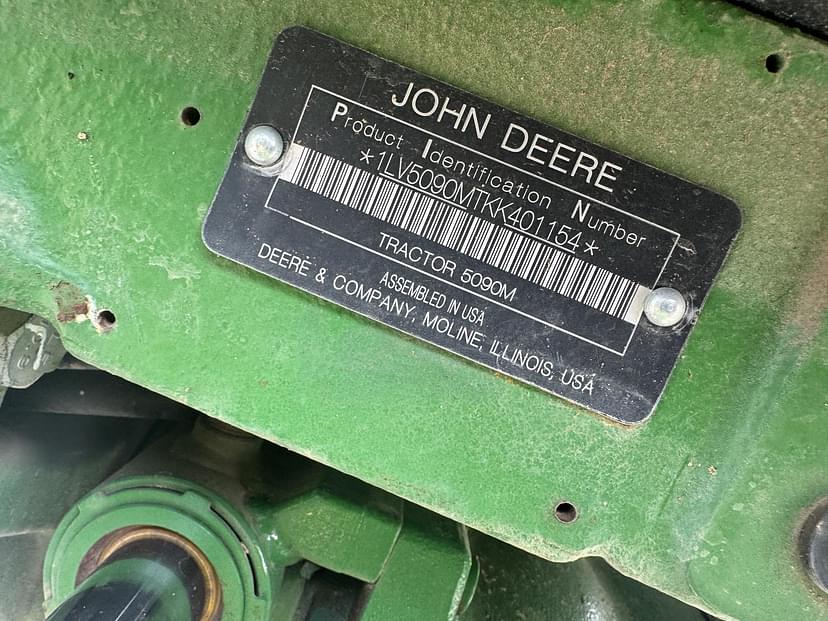 JOHN DEERE
Product Identification Number
*1LV5090MTKK401154*
TRACTOR 5090M
ASSEMBLED IN USA
DEERE & COMPANY, MOLINE, ILLINOIS, USA